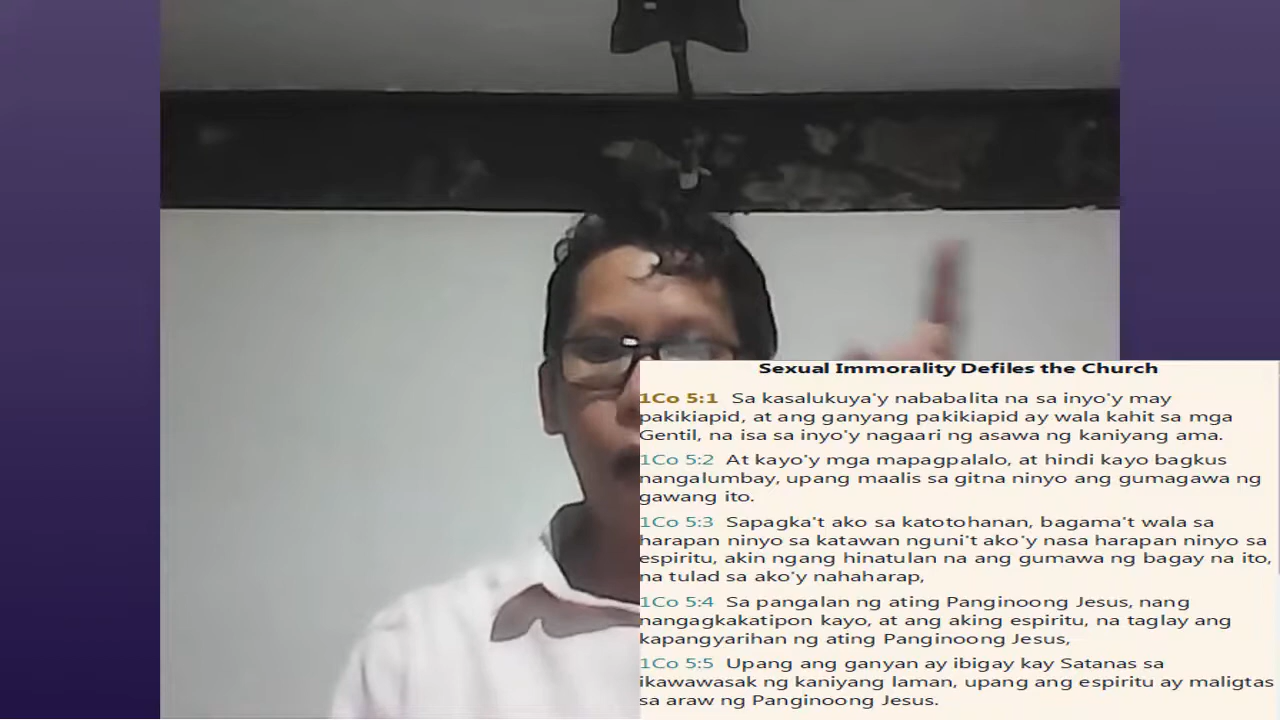 Sexual Immorality Defiles the Church
1Co 5:1 Sa kasalukuya'y nababalita na sa inyo'y may
pakikiapid, at ang ganyang pakikiapid ay wala kahit sa mga
Gentil, na isa sa inyo'y nagaari ng asawa ng kaniyang ama.
1Co 5:2 At kayo'y mga mapagpalalo, at hindi kayo bagkus
nangalumbay, upang maalis sa gitna ninyo ang gumagawa ng
gawang ito.
1Co 5:3 Sapagka't ako sa katotohanan, bagama't wala sa
harapan ninyo sa katawan nguni't ako'y nasa harapan ninyo sa
espiritu, akin ngang hinatulan na ang gumawa ng bagay na ito,
na tulad sa ako'y nahaharap,
1Co 5:4 Sa pangalan ng ating Panginoong Jesus, nang
nangagkakatipon kayo, at ang aking espiritu, na taglay ang
kapangyarihan ng ating Panginoong Jesus,
1Co 5:5 Upang ang ganyan ay ibigay kay Satanas sa
ikawawasak ng kaniyang laman, upang ang espiritu ay maligtas
sa araw ng Panginoong Jesus.